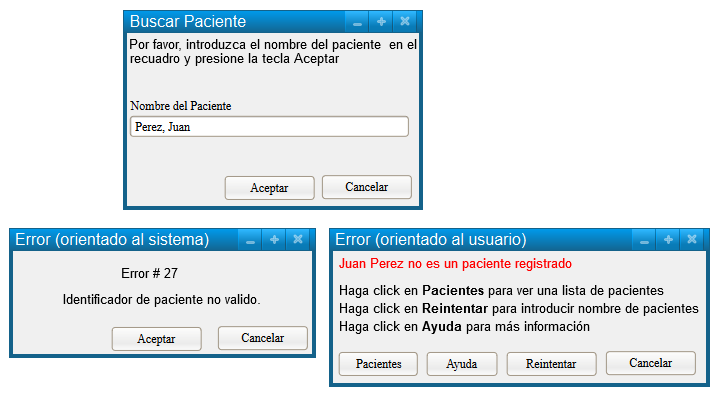 Buscar Paciente
Por favor, introduzca el nombre del paciente en el
recuadro y presione la tecla Aceptar
Nombre del Paciente
Perez, Juan
Aceptar
Cancelar
Error (orientado al sistema)
Error # 27
Identificador de paciente no valido.
Aceptar
Cancelar
Error (orientado al usuario)
Juan Perez no es un paciente registrado
Haga click en Pacientes para ver una lista de pacientes
Haga click en Reintentar para introducir nombre de pacientes
Haga click en Ayuda para más información
Pacientes
Ayuda
Reintentar
Cancelar